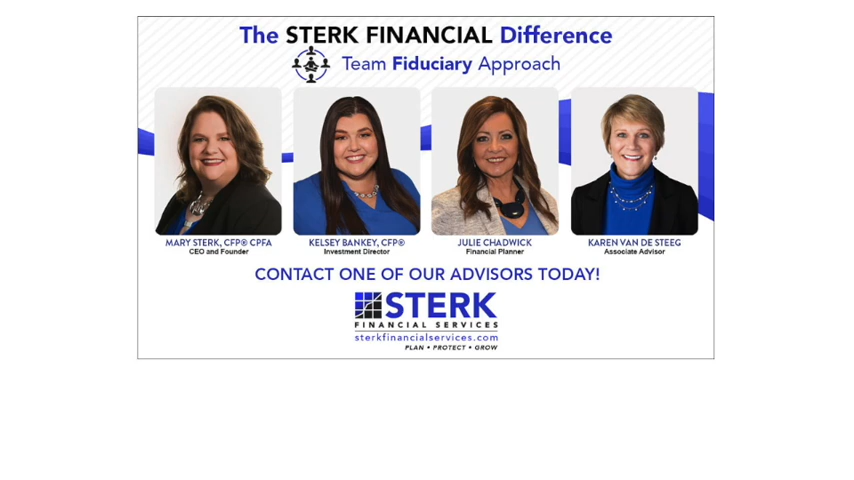 The STERK FINANCIAL Difference
Team Fiduciary Approach
MARY STERK, CFP® CPFA
CEO and Founder
KELSEY BANKEY, CFP®
Investment Director
JULIE CHADWICK
Financial Planner
KAREN VAN DE STEEG
Associate Advisor
CONTACT ONE OF OUR ADVISORS TODAY!
STERK
FINANCIAL SERVICES
sterkfinancialservices.com
PLAN • PROTECT • GROW